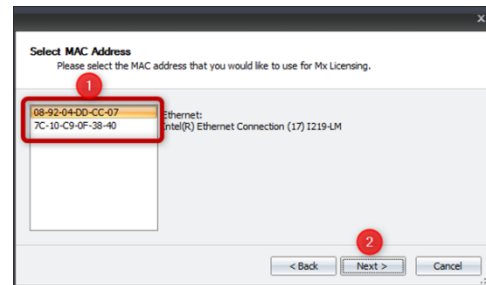 x
Select MAC Address
Please select the MAC address that you would like to use for Mx Licensing.
1
08-92-04-DD-CC-07
7C-10-C9-0F-38-40
Ethernet:
Intel(R) Ethernet Connection (17) I219-LM
2
< Back
Next >
Cancel